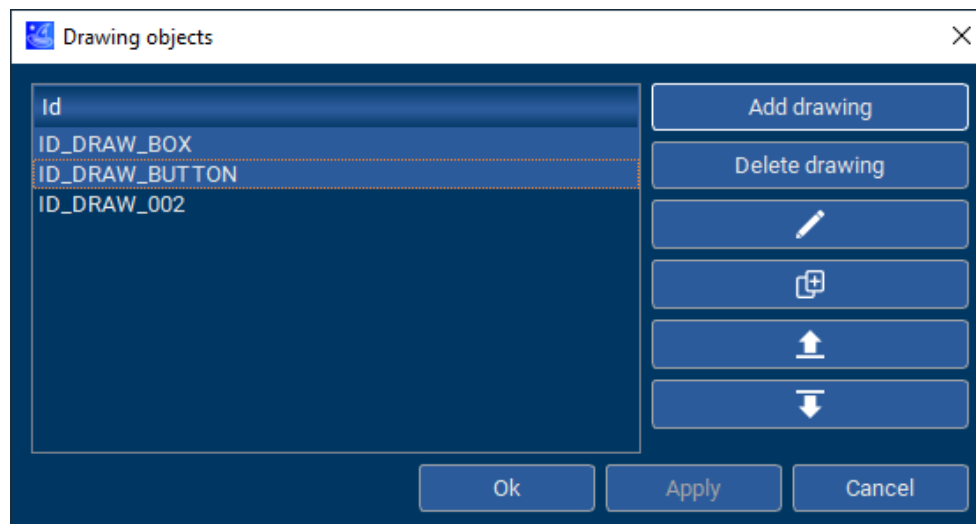 Drawing objects
Id
ID_DRAW_BOX
ID_DRAW_BUTTON
ID_DRAW_002
Add drawing
Delete drawing
Ok
Apply
Cancel